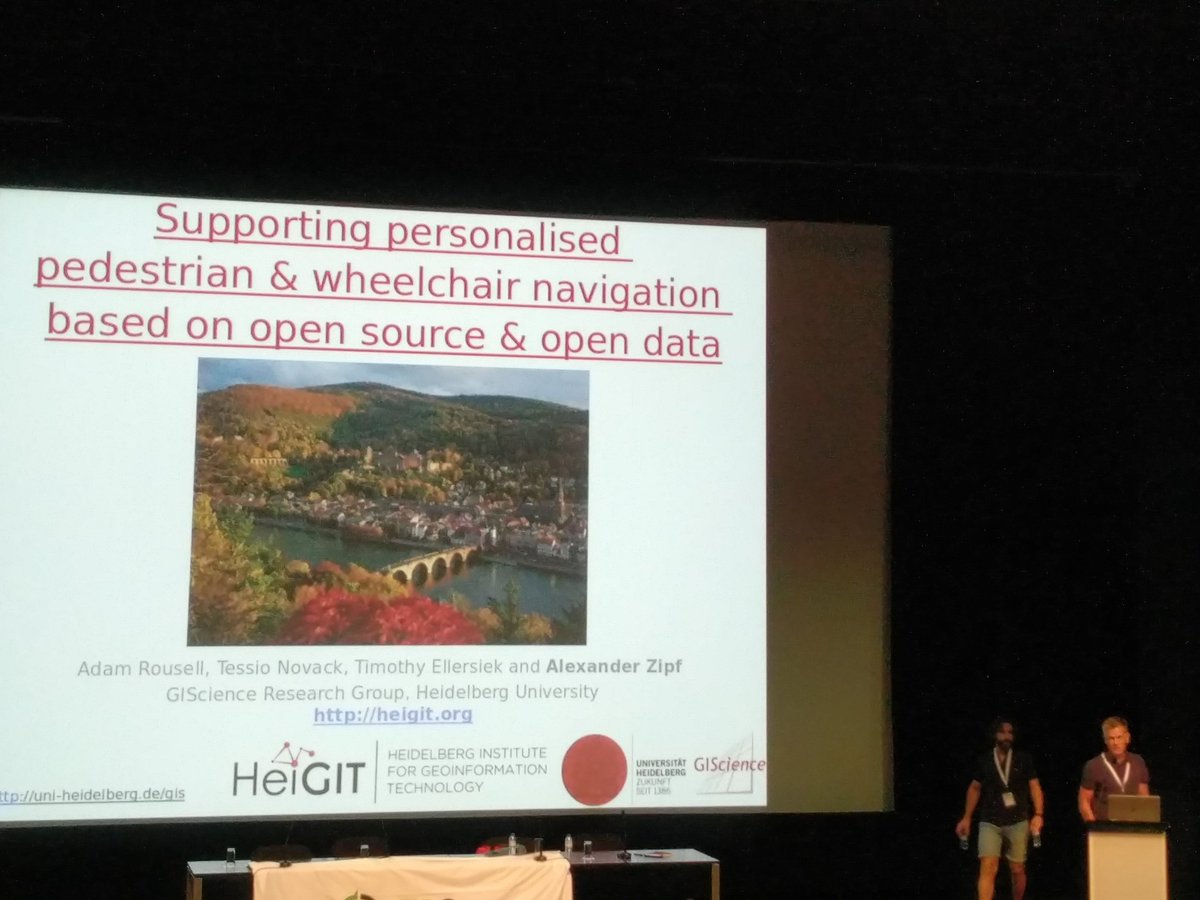 Supporting personalised
pedestrian & wheelchair navigation
based on open source & open data
Adam Rousell, Tessio Novack, Timothy Ellersiek and Alexander Zipf
GIScience Research Group, Heidelberg University
http://heigit.org
HeiGIT
HEIDELBERG INSTITUTE
FOR GEOINFORMATION
TECHNOLOGY
UNIVERSITÄT
HEIDELBERG
ZUKUNFT
SEIT 1386
GIScience
ttp://uni-heidelberg.de/gis